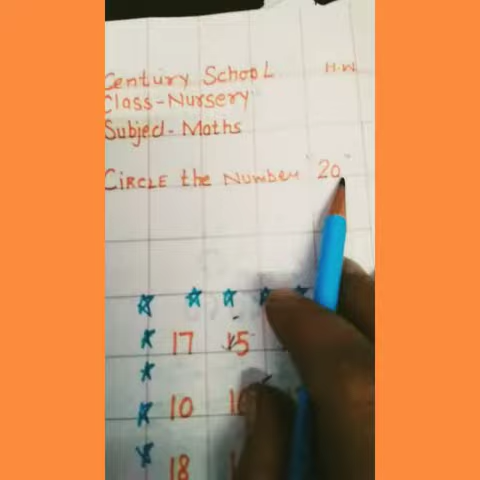 Century School H.W
Class-Nursery
Subject-Maths
CIRCLE the Number "20"
17 15
10
18